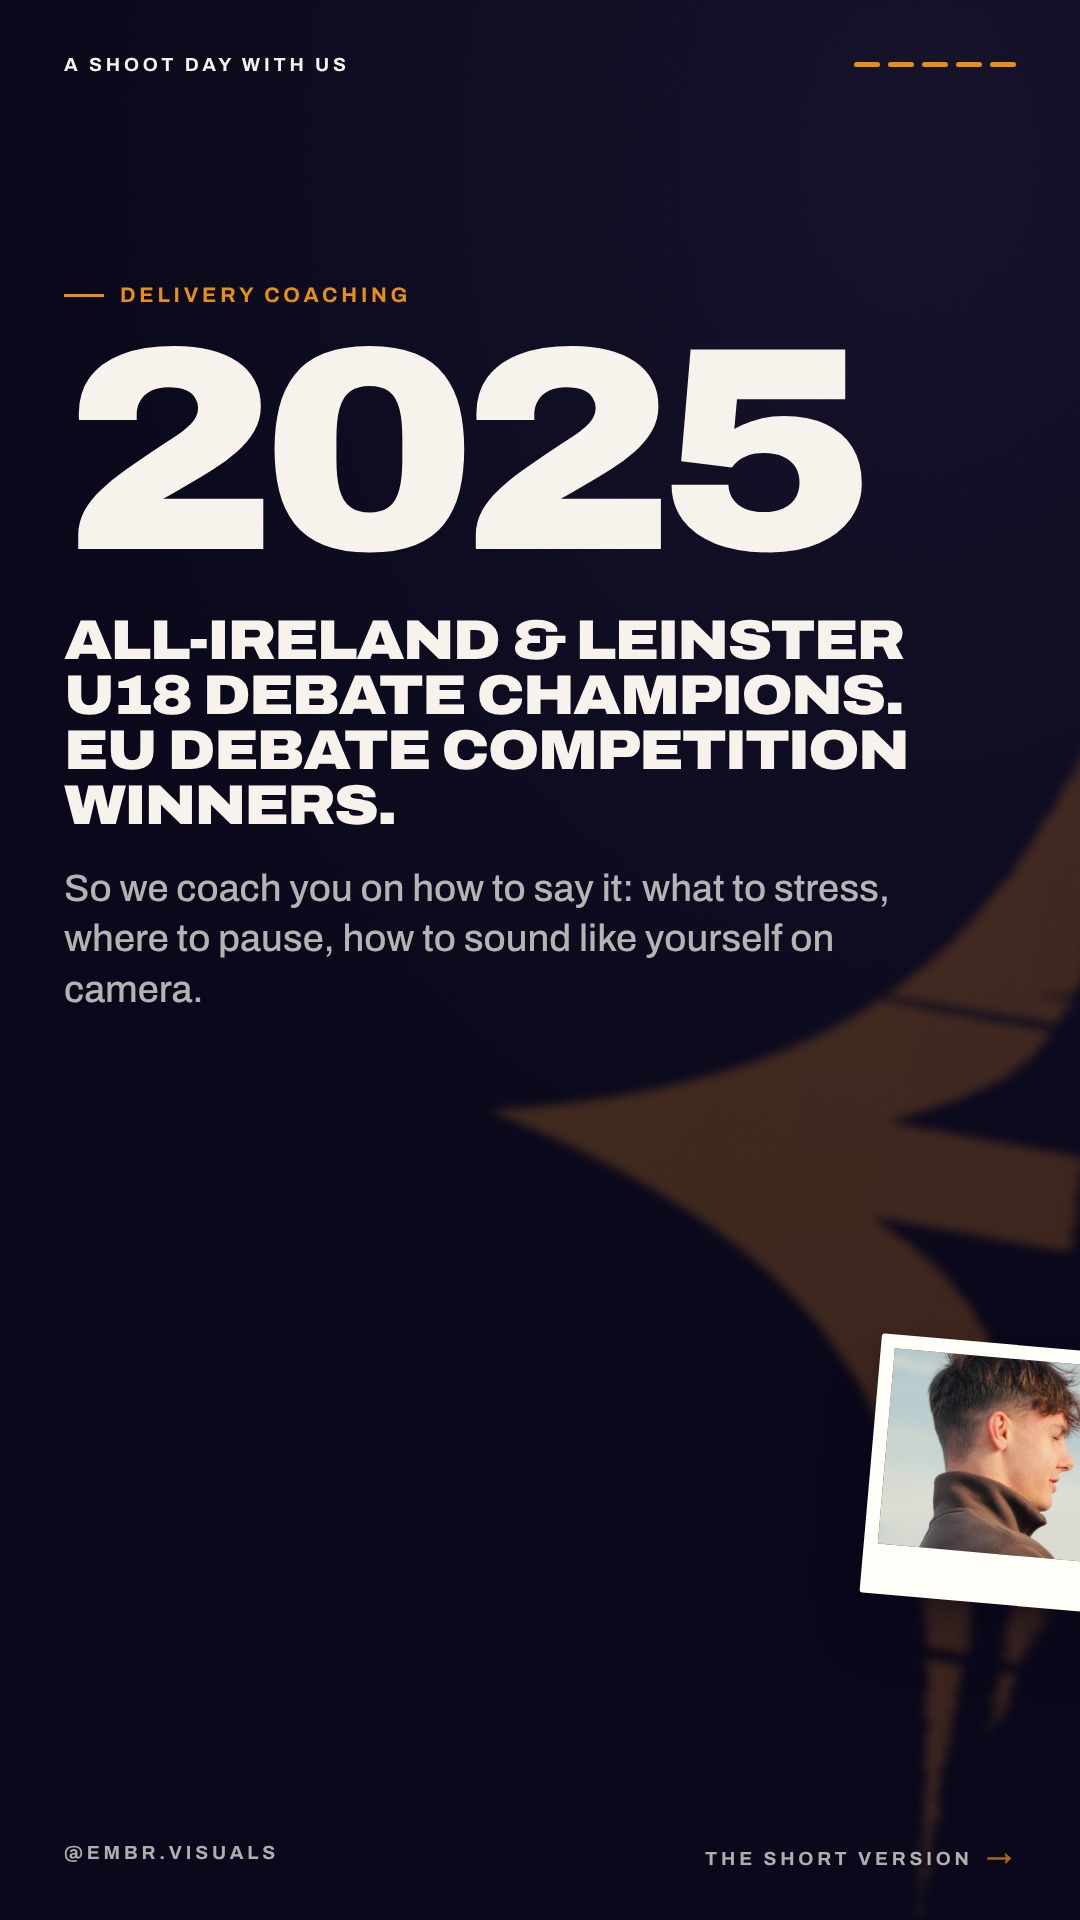 A SHOOT DAY WITH US
DELIVERY COACHING
2025
ALL-IRELAND & LEINSTER
U18 DEBATE CHAMPIONS.
EU DEBATE COMPETITION
WINNERS.
So we coach you on how to say it: what to stress,
where to pause, how to sound like yourself on
camera.
@EMBR.VISUALS
THE SHORT VERSION →